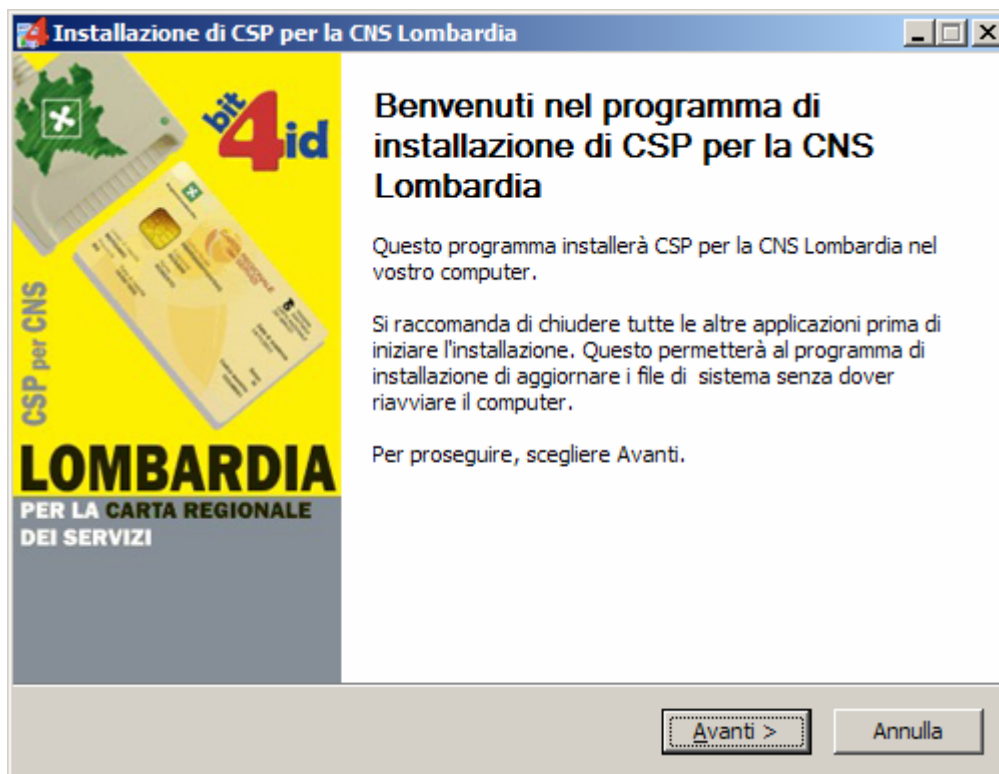 Installazione di CSP per la CNS Lombardia
bit
4id
CSP per CNS
LOMBARDIA
PER LA CARTA REGIONALE
DEI SERVIZI
Benvenuti nel programma di
installazione di CSP per la CNS
Lombardia
Questo programma installerà CSP per la CNS Lombardia nel
vostro computer.
Si raccomanda di chiudere tutte le altre applicazioni prima di
iniziare l'installazione. Questo permetterà al programma di
installazione di aggiornare i file di  sistema senza dover
riavviare il computer.
Per proseguire, scegliere Avanti.
Avanti >
Annulla